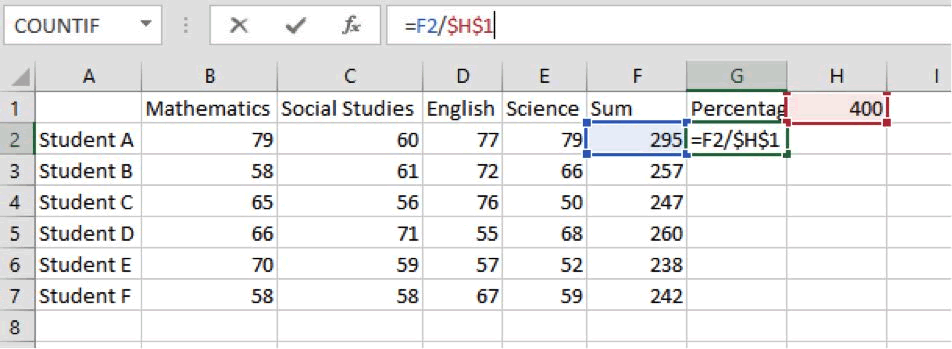 COUNTIF =F2/$H$1
A B C D E F G H I
1 Mathematics Social Studies English Science Sum Percentag 400
2 Student A 79 60 77 79 295 =F2/$H$1
3 Student B 58 61 72 66 257
4 Student C 65 56 76 50 247
5 Student D 66 71 55 68 260
6 Student E 70 59 57 52 238
7 Student F 58 58 67 59 242
8